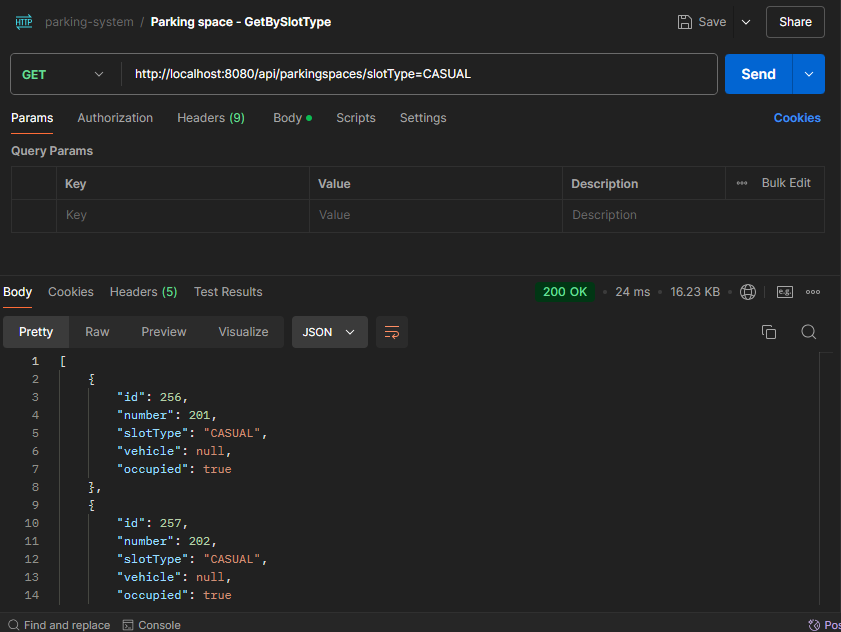 HTTP parking-system / Parking space - GetBySlotType Save Share
GET http://localhost:8080/api/parkingspaces/slotType=CASUAL Send
Params Authorization Headers (9) Body Scripts Settings Cookies
Query Params
Key Value Description Bulk Edit
Key Value Description
Body Cookies Headers (5) Test Results 200 OK 24 ms 16.23 KB e.g.
Pretty Raw Preview Visualize JSON
1 [
2 {
3 "id": 256,
4 "number": 201,
5 "slotType": "CASUAL",
6 "vehicle": null,
7 "occupied": true
8 },
9 {
10 "id": 257,
11 "number": 202,
12 "slotType": "CASUAL",
13 "vehicle": null,
14 "occupied": true
Find and replace Console Pos